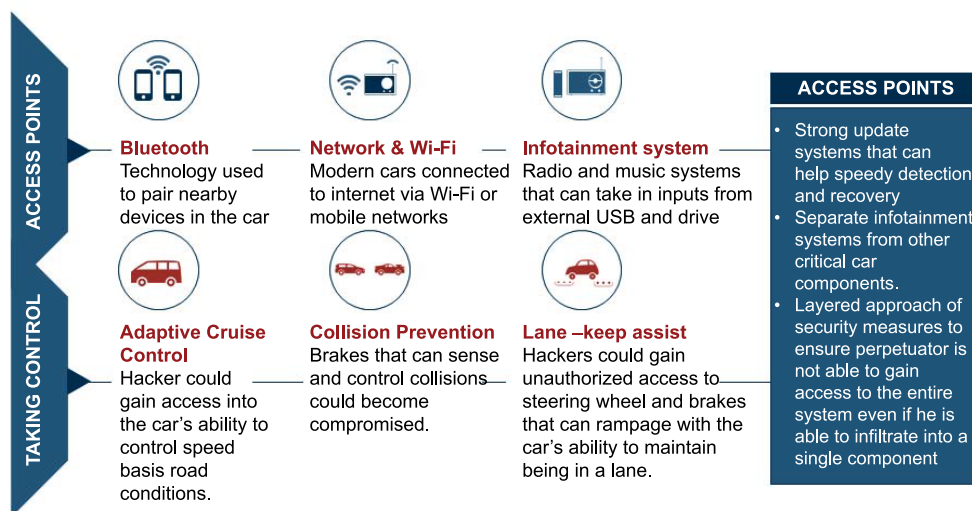 ACCESS POINTS
Bluetooth
Technology used
to pair nearby
devices in the car
Network & Wi-Fi
Modern cars connected
to internet via Wi-Fi or
mobile networks
Infotainment system
Radio and music systems
that can take in inputs from
external USB and drive
TAKING CONTROL
Adaptive Cruise
Control
Hacker could
gain access into
the car's ability to
control speed
basis road
conditions.
Collision Prevention
Brakes that can sense
and control collisions
could become
compromised.
Lane –keep assist
Hackers could gain
unauthorized access to
steering wheel and brakes
that can rampage with the
car's ability to maintain
being in a lane.
ACCESS POINTS
• Strong update
systems that can
help speedy detection
and recovery
• Separate infotainment
systems from other
critical car
components.
• Layered approach of
security measures to
ensure perpetuator is
not able to gain
access to the entire
system even if he is
able to infiltrate into a
single component